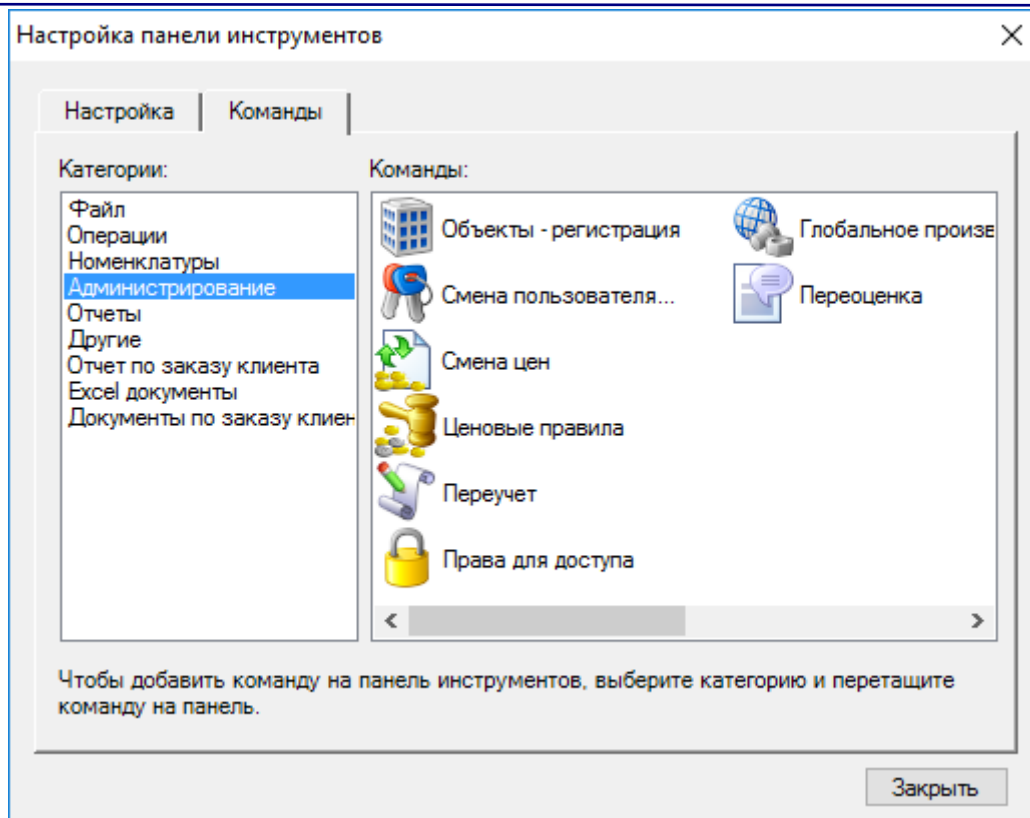 Настройка панели инструментов
Настройка
Команды
Категории:
Файл
Операции
Номенклатуры
Администрирование
Отчеты
Другие
Отчет по заказу клиента
Excel документы
Документы по заказу клиен
Команды:
Объекты - регистрация
Смена пользователя...
Смена цен
Ценовые правила
Переучет
Права для доступа
Глобальное произв
Переоценка
Чтобы добавить команду на панель инструментов, выберите категорию и перетащите
команду на панель.
Закрыть